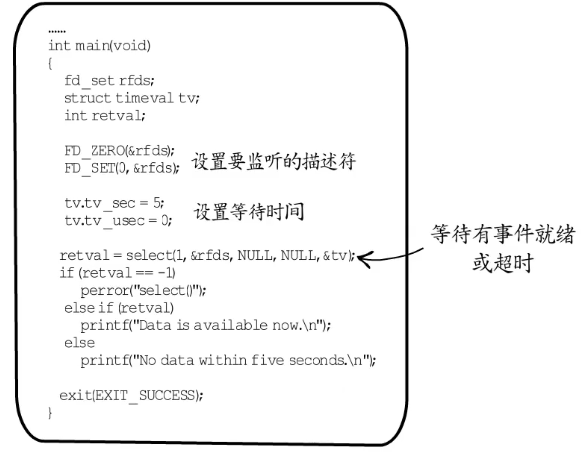 ......
int main(void)
{
fd_set rfds;
struct timeval tv;
int retval;
FD_ZERO(&rfds);
FD_SET(0, &rfds);
设置要监听的描述符
tv.tv_sec = 5;
tv.tv_usec = 0;
设置等待时间
retval = select(1, &rfds, NULL, NULL, &tv);
等待有事件就绪
或超时
if (retval == -1)
perror("select()");
else if (retval)
printf("Data is available now.\n");
else
printf("No data within five seconds.\n");
exit(EXIT_SUCCESS);
}